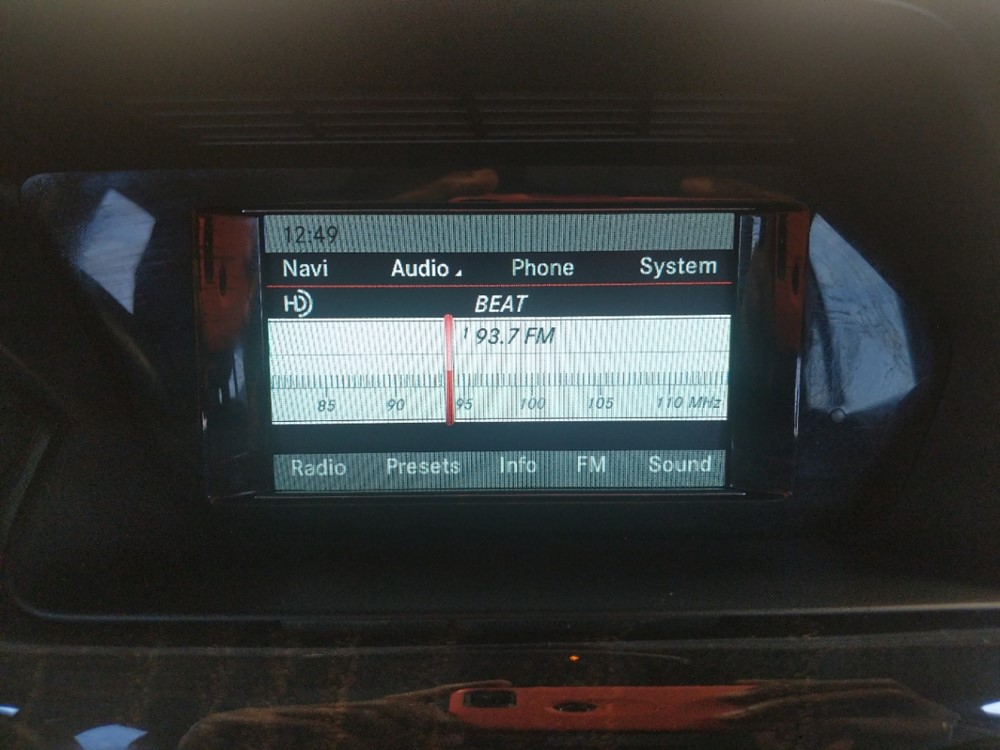 12:49
Navi Audio Phone System
HD BEAT
1 93.7 FM
85 90 95 100 105 110 MHz
Radio Presets Info FM Sound